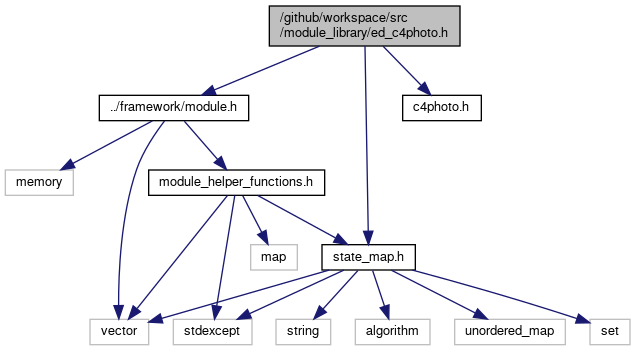 /github/workspace/src
/module_library/ed_c4photo.h
../framework/module.h
c4photo.h
memory
module_helper_functions.h
map
state_map.h
vector
stdexcept
string
algorithm
unordered_map
set